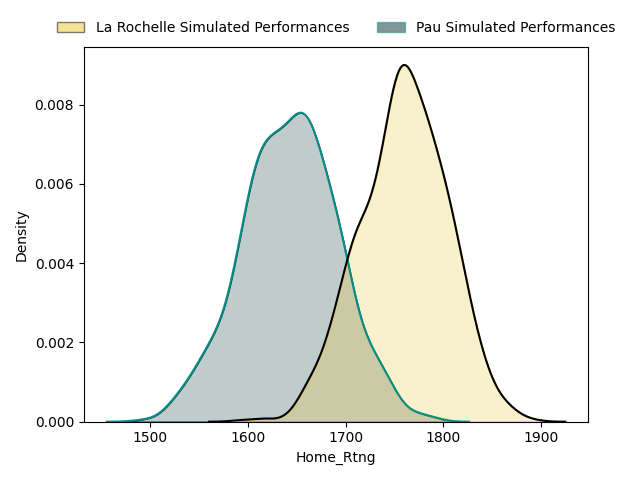 La Rochelle Simulated Performances Pau Simulated Performances
0.008
0.006
0.004
0.002
0.000
Density
1500 1600 1700 1800 1900
Home_Rtng